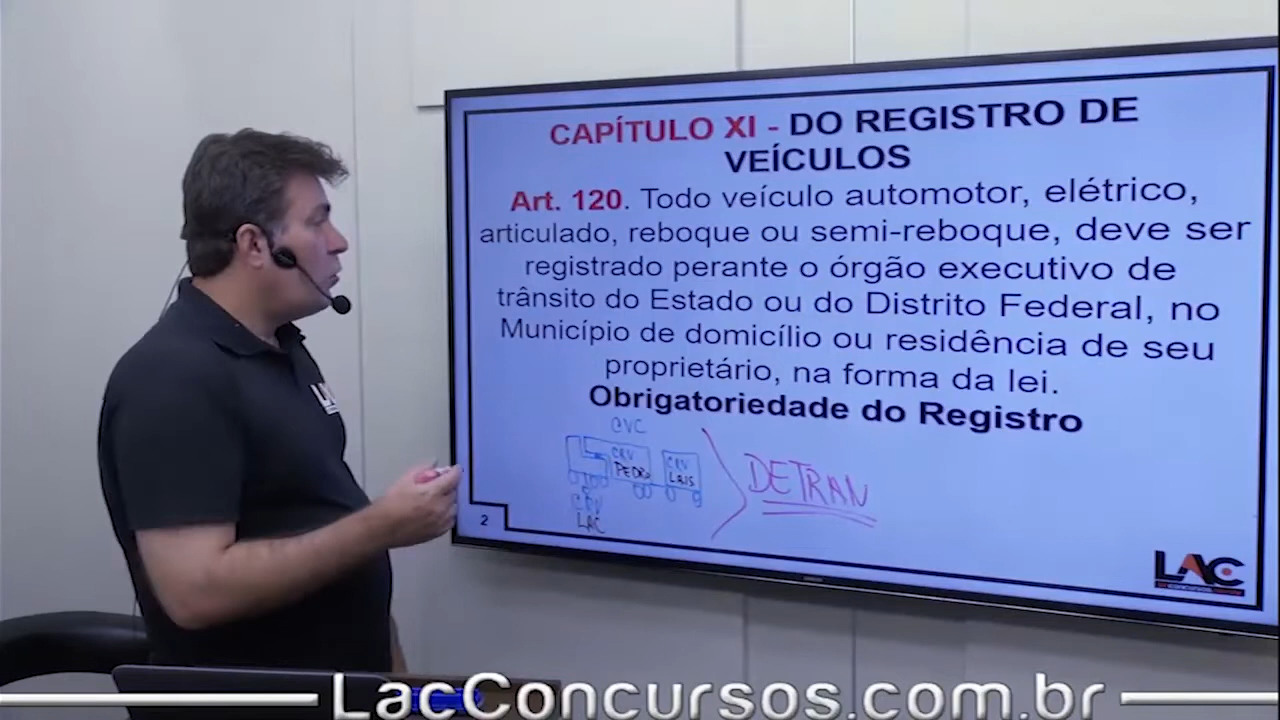 CAPÍTULO XI - DO REGISTRO DE
VEÍCULOS
Art. 120. Todo veículo automotor, elétrico,
articulado, reboque ou semi-reboque, deve ser
registrado perante o órgão executivo de
trânsito do Estado ou do Distrito Federal, no
Município de domicílio ou residência de seu
proprietário, na forma da lei.
Obrigatoriedade do Registro
CVC
CRV
PEDRO
CRV
LAIS
CRV
LAC
DETRAN
2
LAC
LacConcursos.com.br